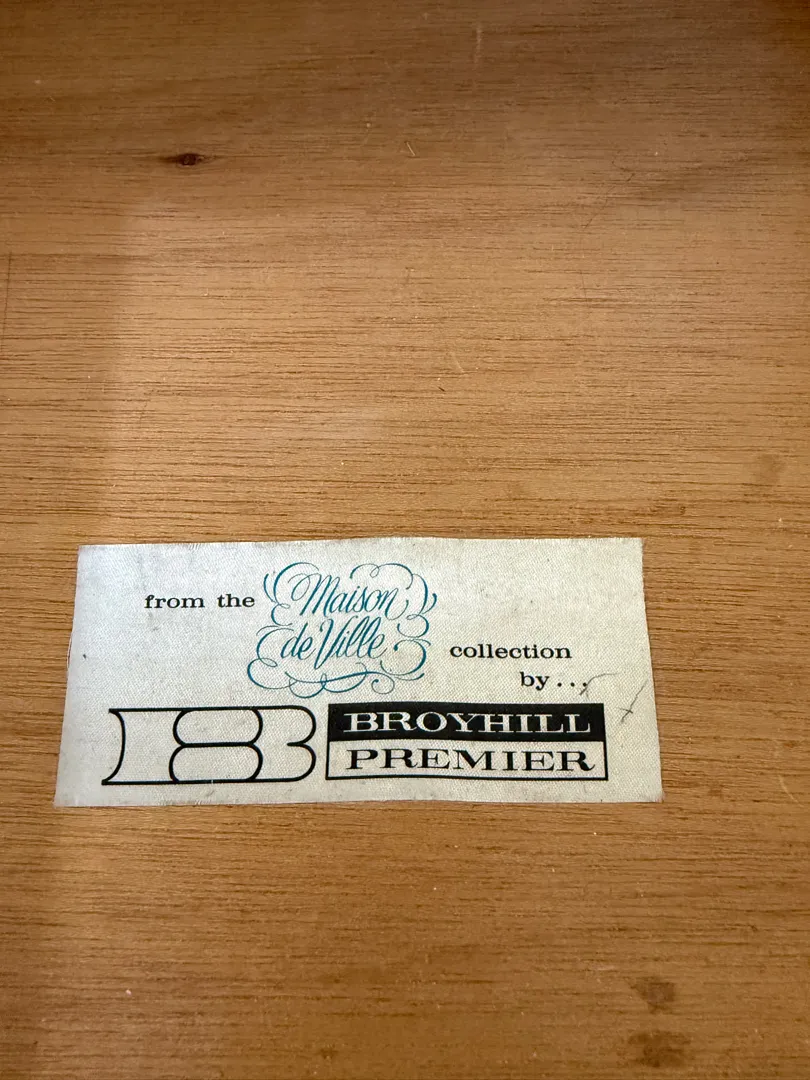 from the Maison
de Ville collection
by...
B BROYHILL
PREMIER